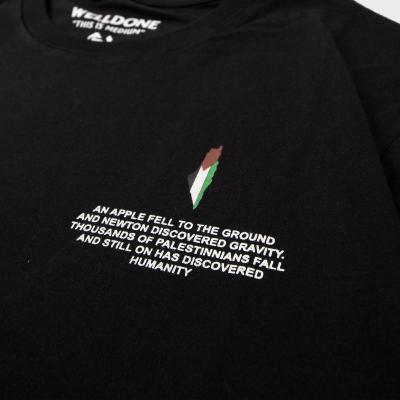 WELLDONE
"THIS IS MEDIUM"
AN APPLE FELL TO THE GROUND
AND NEWTON DISCOVERED GRAVITY.
THOUSANDS OF PALESTINNIANS FALL
AND STILL ON HAS DISCOVERED
HUMANITY